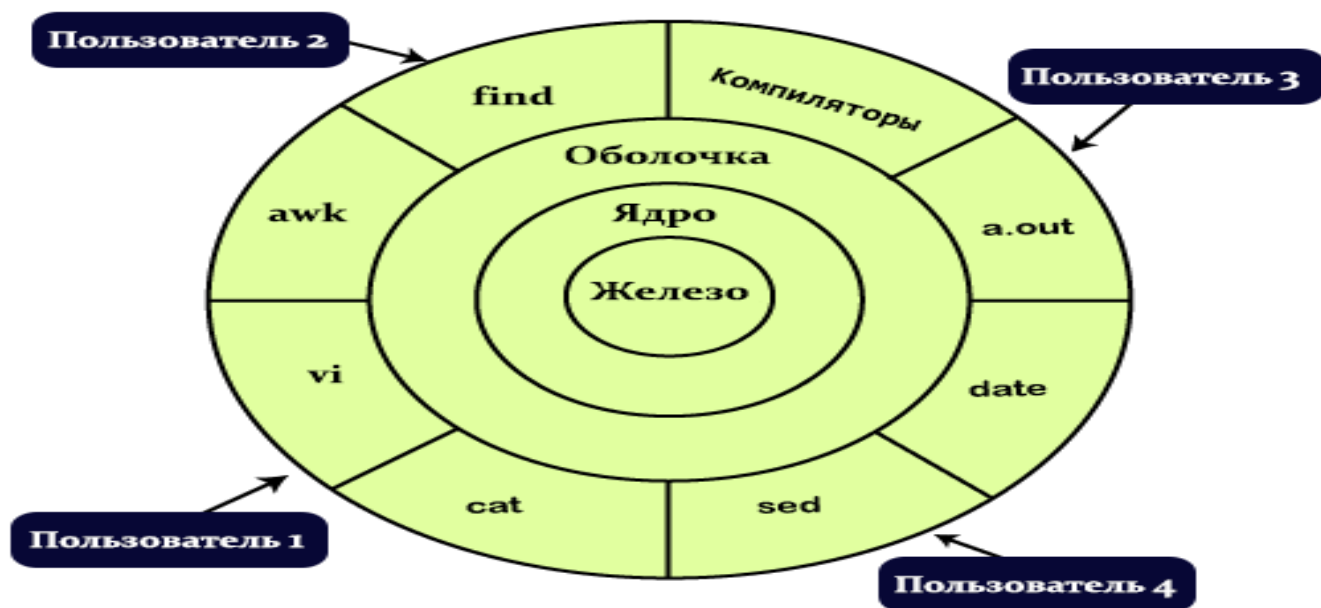 Пользователь 2
find
Компиляторы
Пользователь 3
Оболочка
awk
Ядро
a.out
Железо
vi
date
cat
sed
Пользователь 1
Пользователь 4